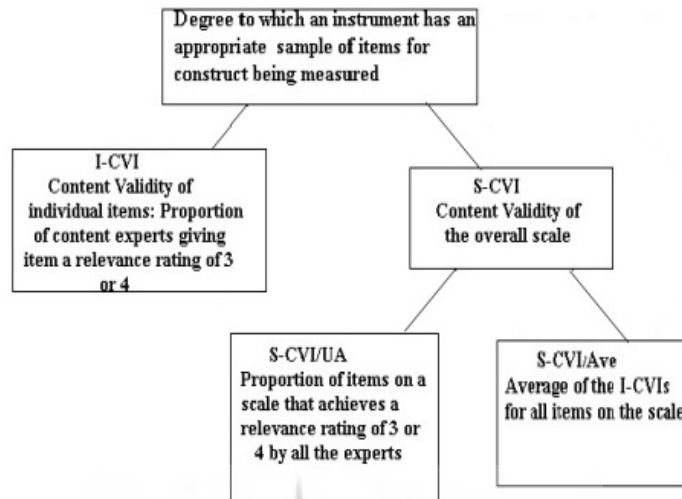 Degree to which an instrument has an
appropriate sample of items for
construct being measured
I-CVI
Content Validity of
individual items: Proportion
of content experts giving
item a relevance rating of 3
or 4
S-CVI
Content Validity of
the overall scale
S-CVI/UA
Proportion of items on a
scale that achieves a
relevance rating of 3 or
4 by all the experts
S-CVI/Ave
Average of the I-CVIs
for all items on the scale